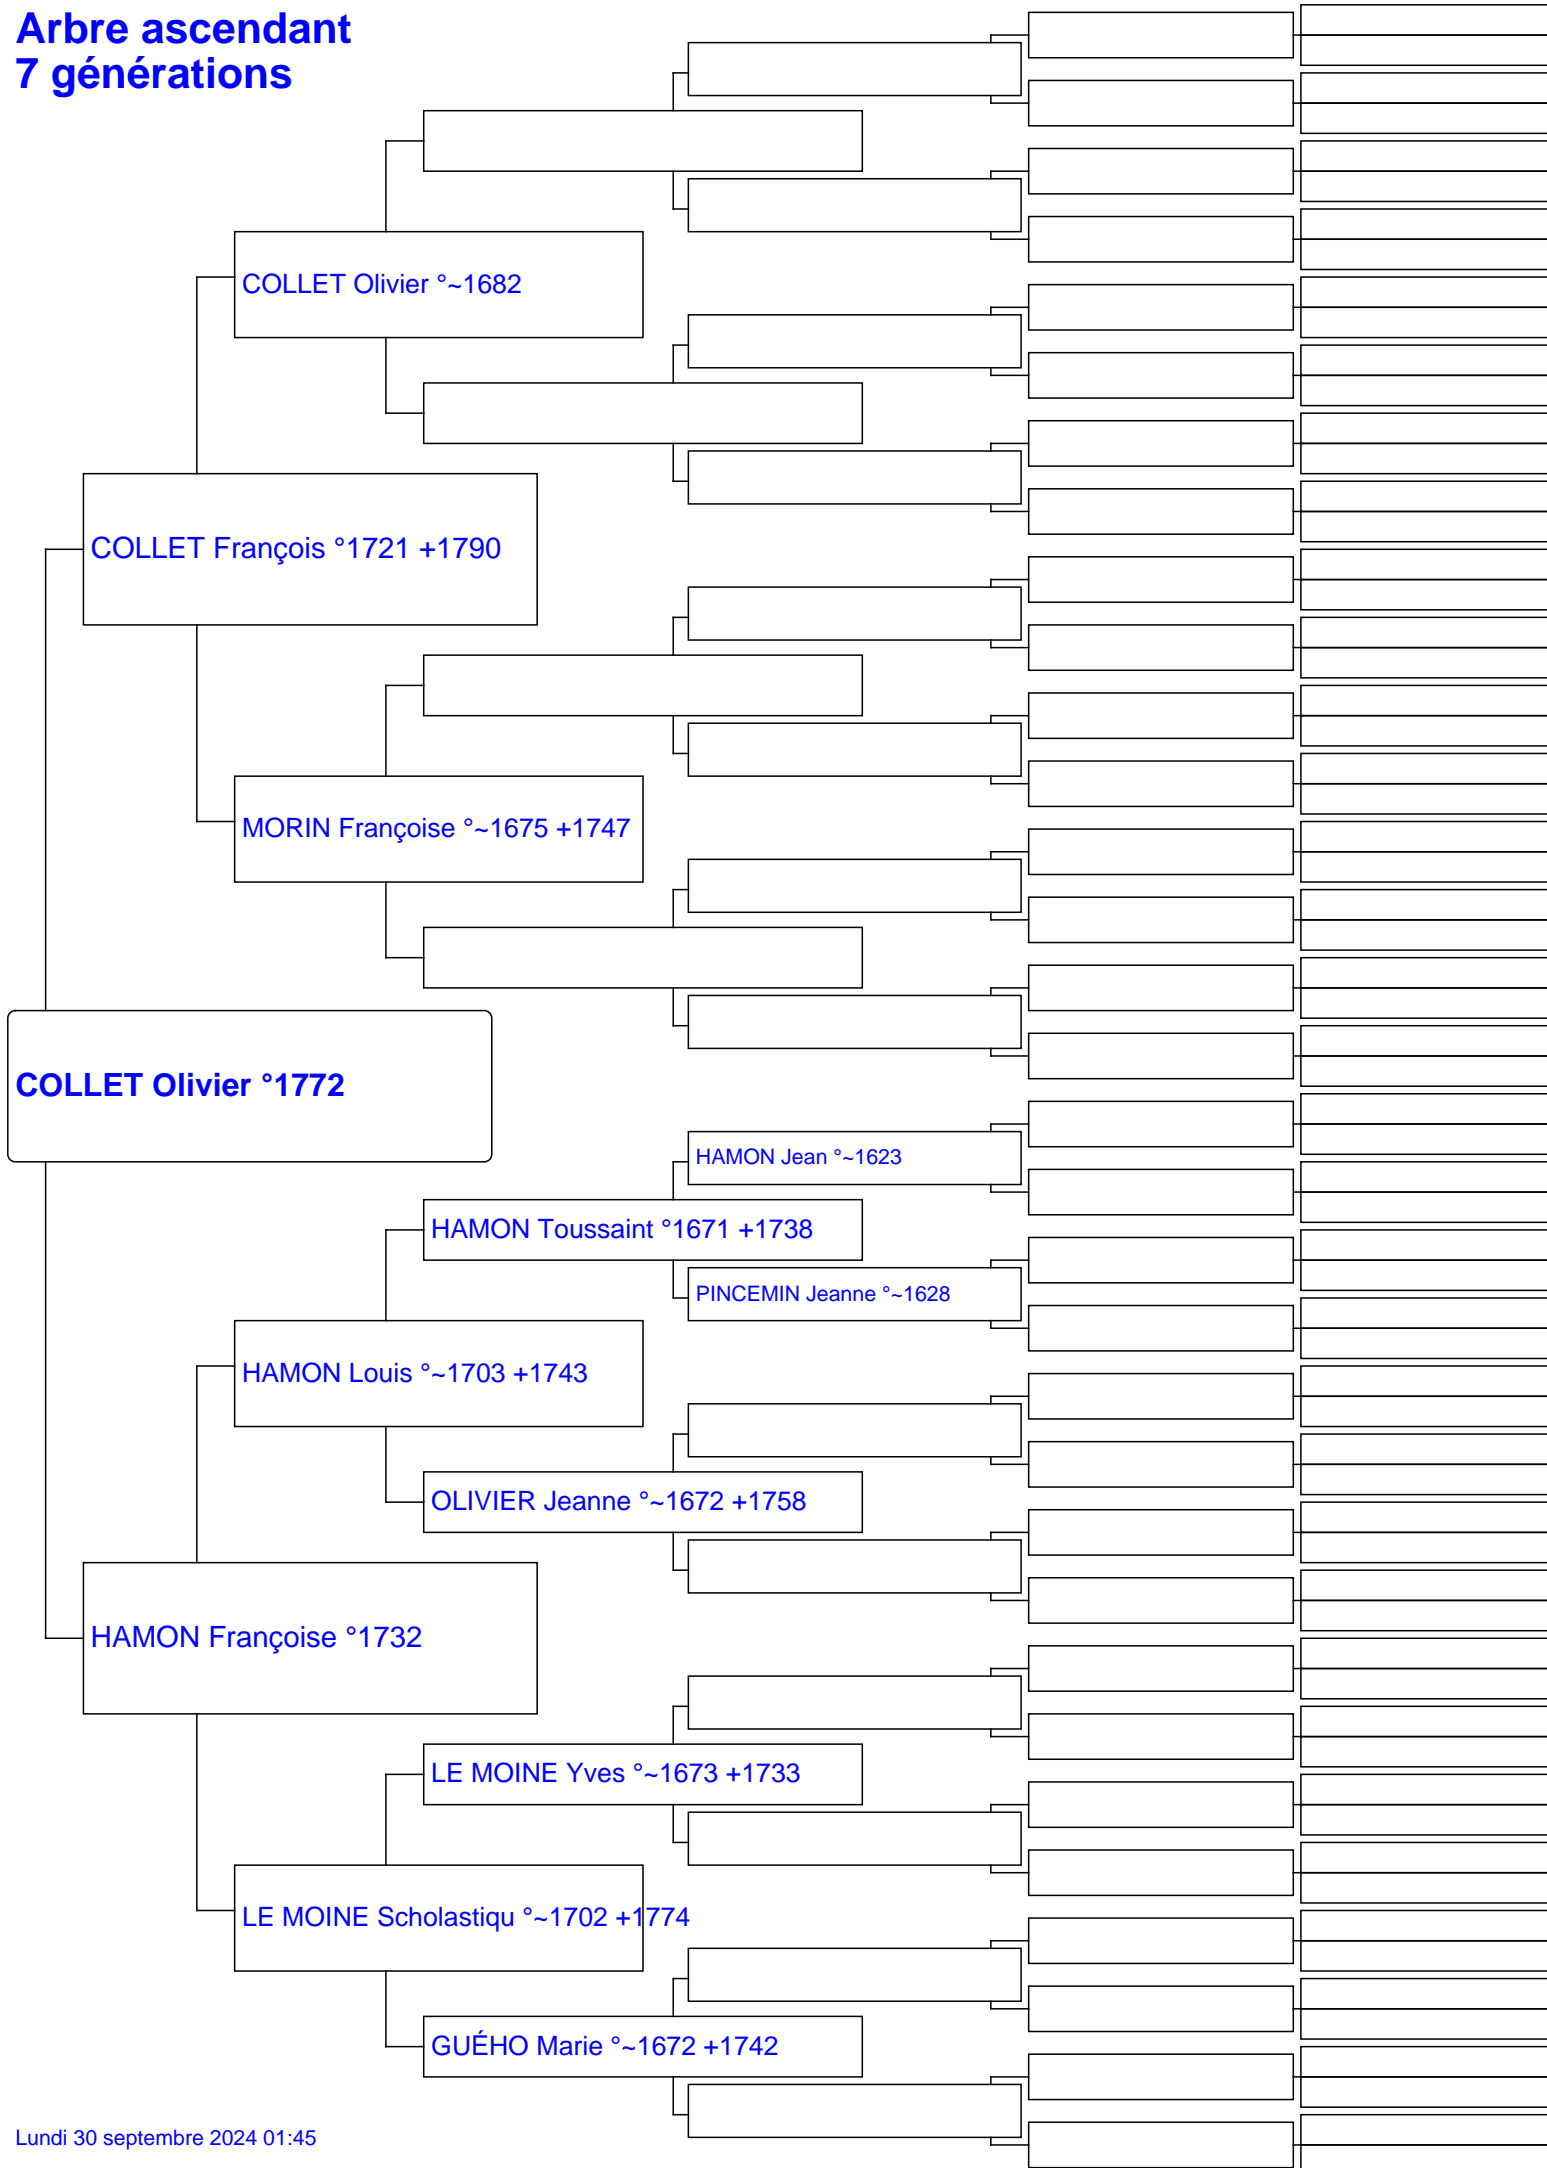 Arbre ascendant
7 générations
COLLET Olivier °~1682
COLLET François °1721 +1790
MORIN Françoise °~1675 +1747
COLLET Olivier °1772
HAMON Jean °~1623
HAMON Toussaint °1671 +1738
PINCEMIN Jeanne °~1628
HAMON Louis °~1703 +1743
OLIVIER Jeanne °~1672 +1758
HAMON Françoise °1732
LE MOINE Yves °~1673 +1733
LE MOINE Scholastiqu °~1702 +1774
GUÉHO Marie °~1672 +1742
Lundi 30 septembre 2024 01:45